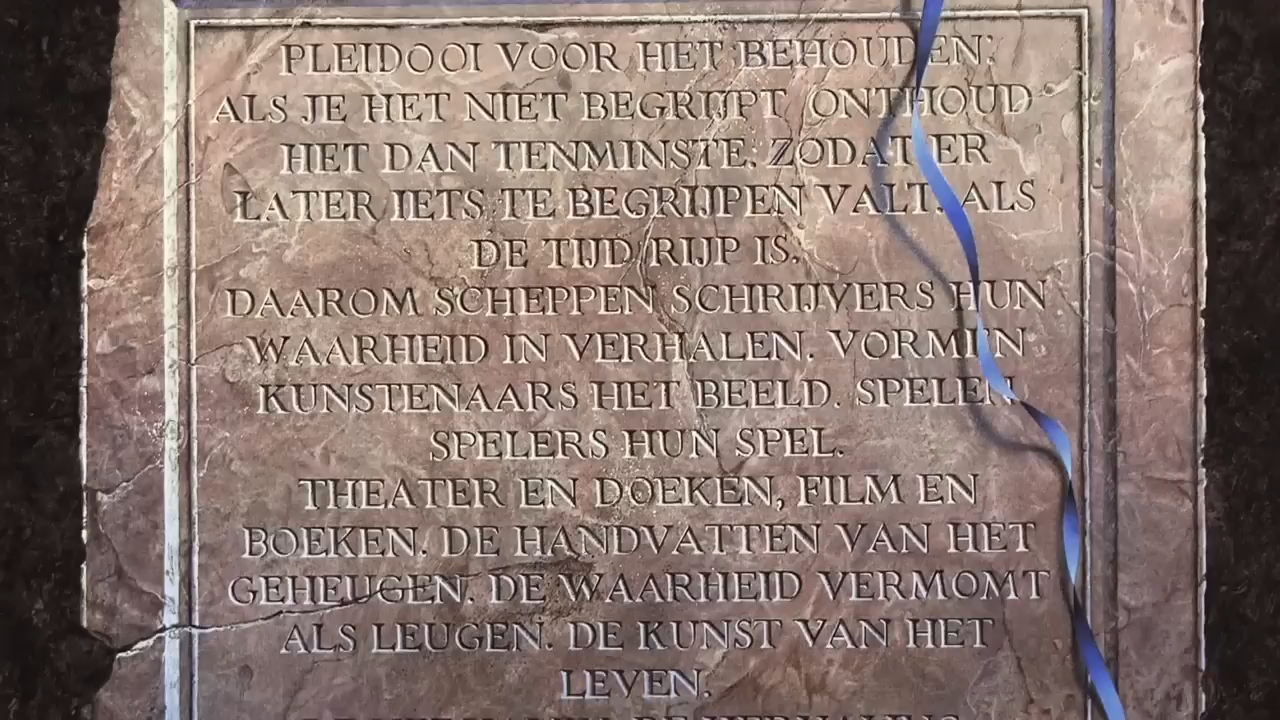 PLEIDOOI VOOR HET BEHOUDEN:
ALS JE HET NIET BEGRIJPT, ONTHOUD
HET DAN TENMINSTE. ZODAT ER
LATER IETS TE BEGRIJPEN VALT. ALS
DE TIJD RIJP IS.
DAAROM SCHEPPEN SCHRIJVERS HUN
WAARHEID IN VERHALEN. VORMEN
KUNSTENAARS HET BEELD. SPELEN
SPELERS HUN SPEL.
THEATER EN DOEKEN, FILM EN
BOEKEN. DE HANDVATTEN VAN HET
GEHEUGEN. DE WAARHEID VERMOMT
ALS LEUGEN. DE KUNST VAN HET
LEVEN.